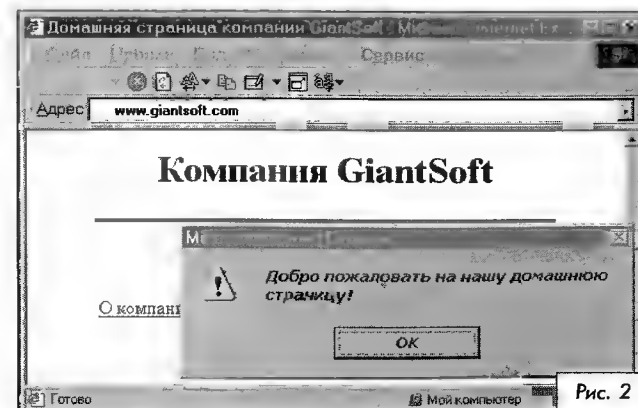 Домашняя страница компании GiantSoft
Сервис
Адрес www.giantsoft.com
Компания GiantSoft
Добро пожаловать на нашу домашнюю
страницу!
О компани
OK
Готово
Мой компьютер
Рис. 2